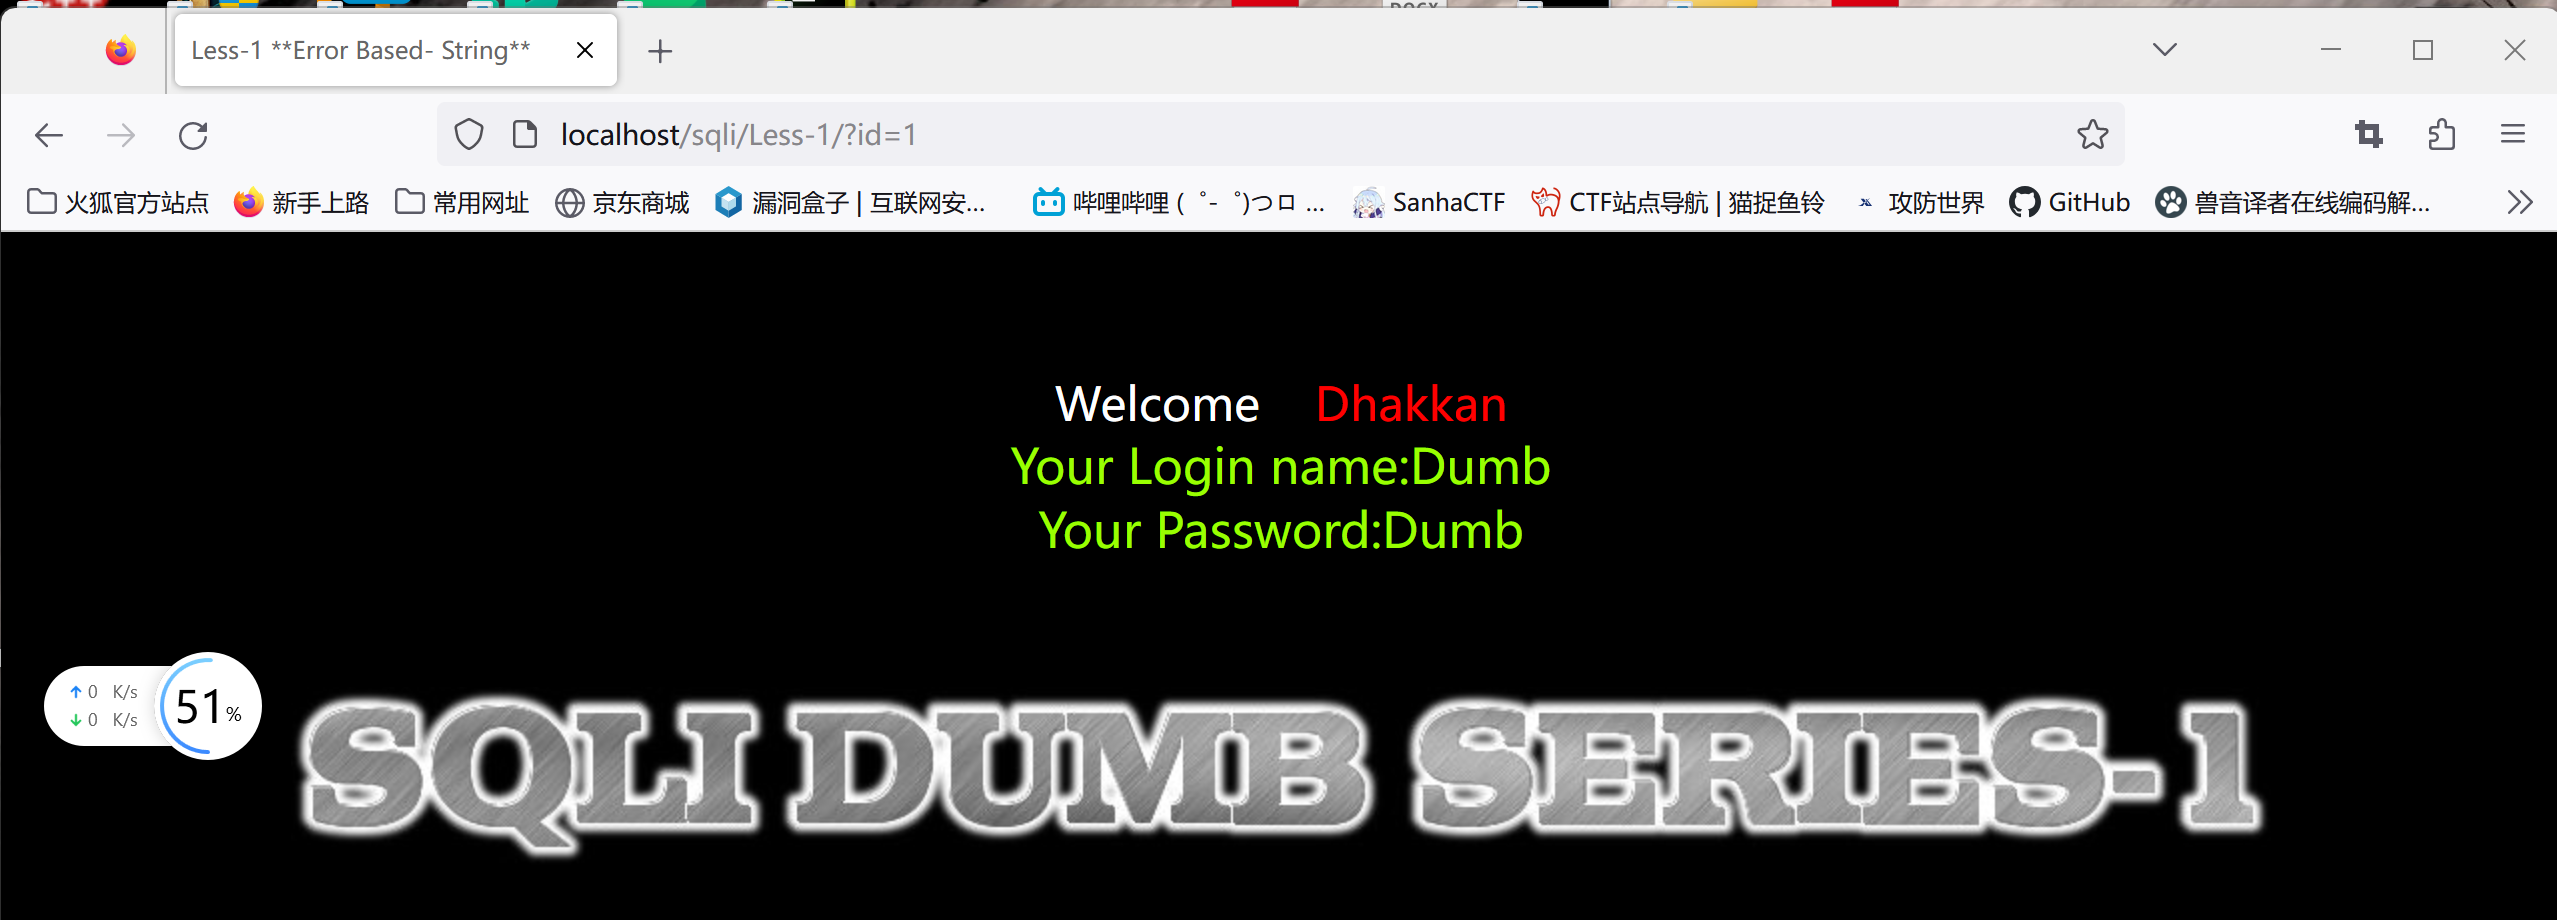 DOCX
Less-1 **Error Based- String**
localhost/sqli/Less-1/?id=1
火狐官方站点 新手上路 常用网址 京东商城 漏洞盒子 | 互联网安... 哔哩哔哩 (゜-゜)つロ ... SanhaCTF CTF站点导航 | 猫捉鱼铃 攻防世界 GitHub 兽音译者在线编码解...
Welcome Dhakkan
Your Login name:Dumb
Your Password:Dumb
0 K/s
0 K/s
51%
SQLI DUMB SERIES-1